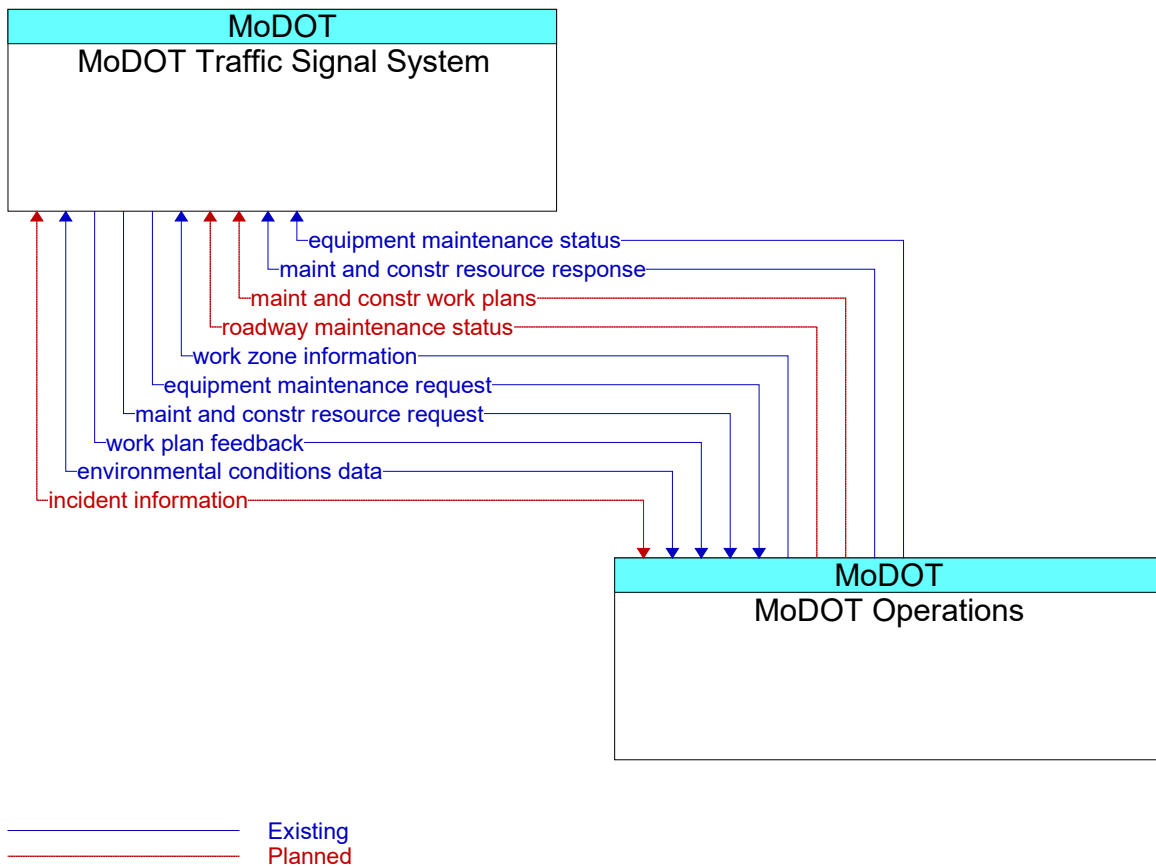 MoDOT
MoDOT Traffic Signal System
equipment maintenance status
maint and constr resource response
maint and constr work plans
roadway maintenance status
work zone information
equipment maintenance request
maint and constr resource request
work plan feedback
environmental conditions data
incident information
MoDOT
MoDOT Operations
Existing
Planned